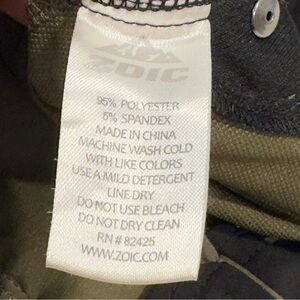 ZOIC
95% POLYESTER
5% SPANDEX
MADE IN CHINA
MACHINE WASH COLD
WITH LIKE COLORS
USE A MILD DETERGENT
LINE DRY
DO NOT USE BLEACH
DO NOT DRY CLEAN
RN # 82425
WWW.ZOIC.COM